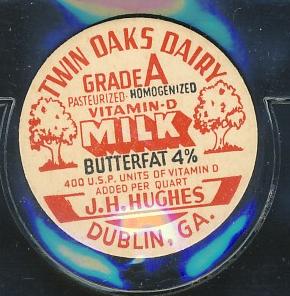 TWIN OAKS DAIRY
GRADE A
PASTEURIZED - HOMOGENIZED
VITAMIN-D
MILK
BUTTERFAT 4%
400 U.S.P. UNITS OF VITAMIN D
ADDED PER QUART
J.H. HUGHES
DUBLIN, GA.